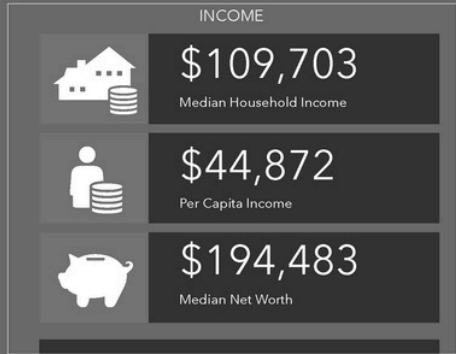 INCOME
$109,703
Median Household Income
$44,872
Per Capita Income
$194,483
Median Net Worth